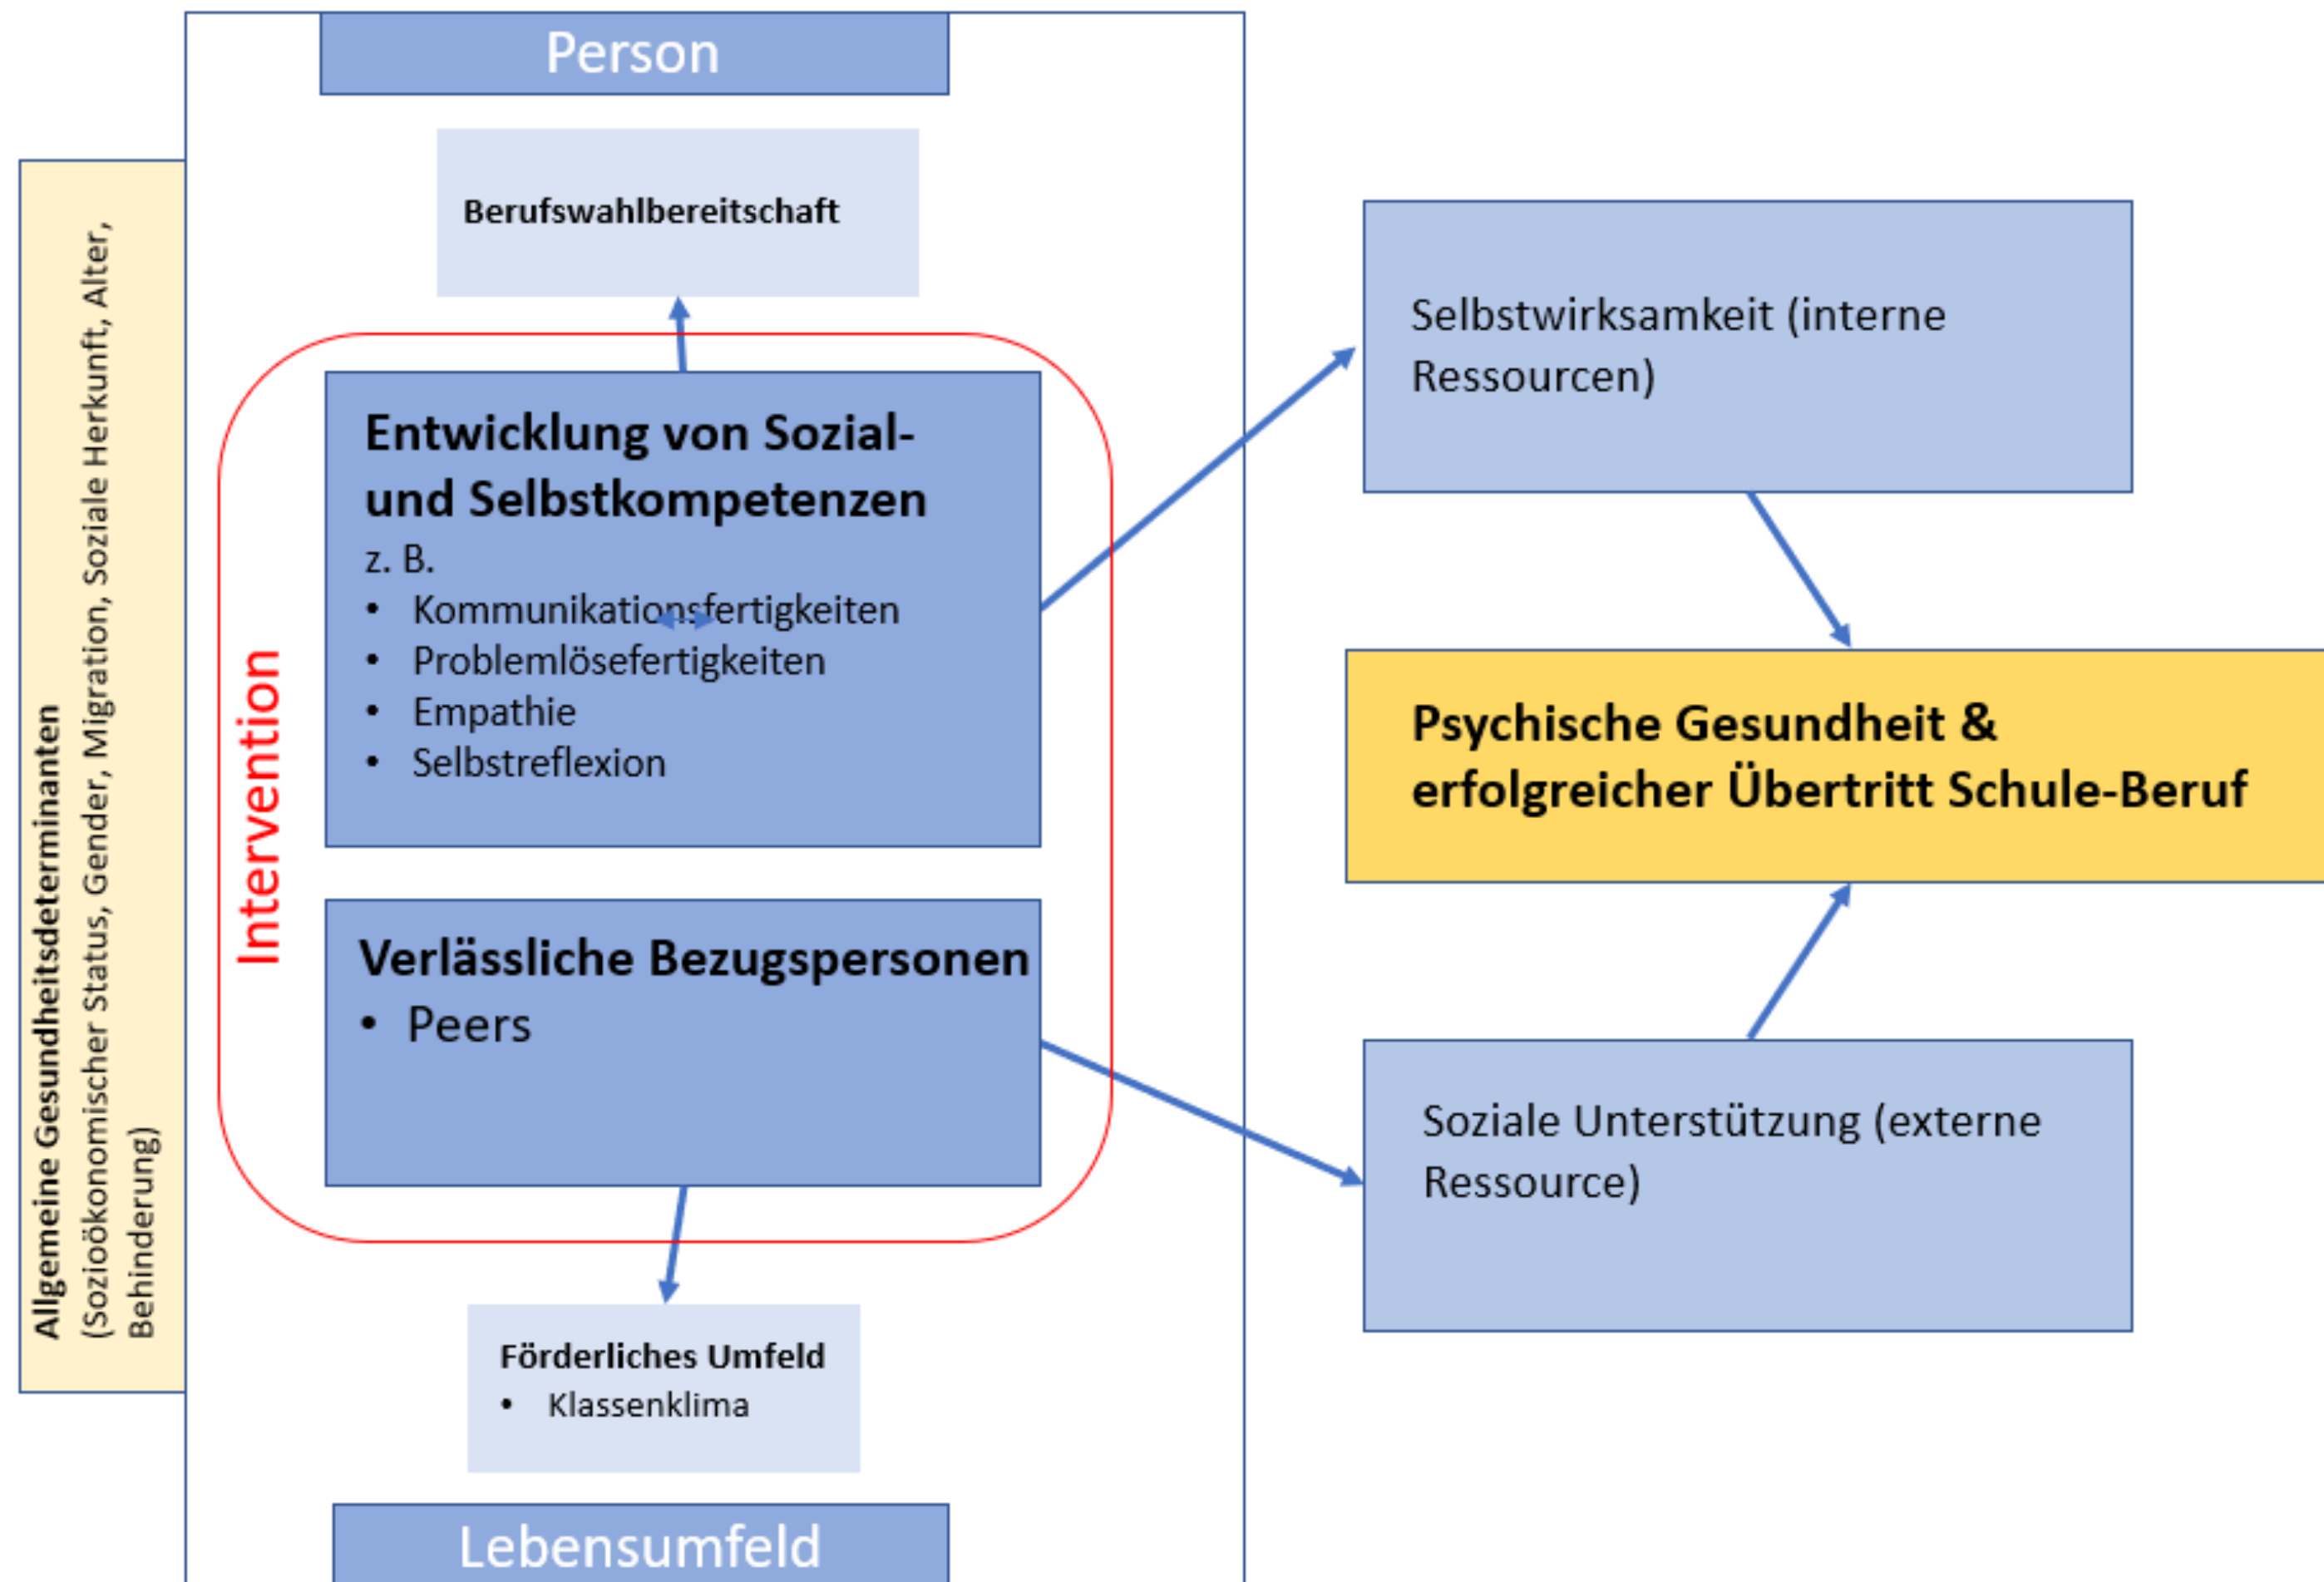 Person
Berufswahlbereitschaft
Allgemeine Gesundheitsdeterminanten
(Sozioökonomischer Status, Gender, Migration, Soziale Herkunft, Alter,
Behinderung)
Intervention
Entwicklung von Sozial-
und Selbstkompetenzen
z. B.
• Kommunikationsfertigkeiten
• Problemlösefertigkeiten
• Empathie
• Selbstreflexion
Verlässliche Bezugspersonen
• Peers
Förderliches Umfeld
• Klassenklima
Lebensumfeld
Selbstwirksamkeit (interne
Ressourcen)
Psychische Gesundheit &
erfolgreicher Übertritt Schule-Beruf
Soziale Unterstützung (externe
Ressource)